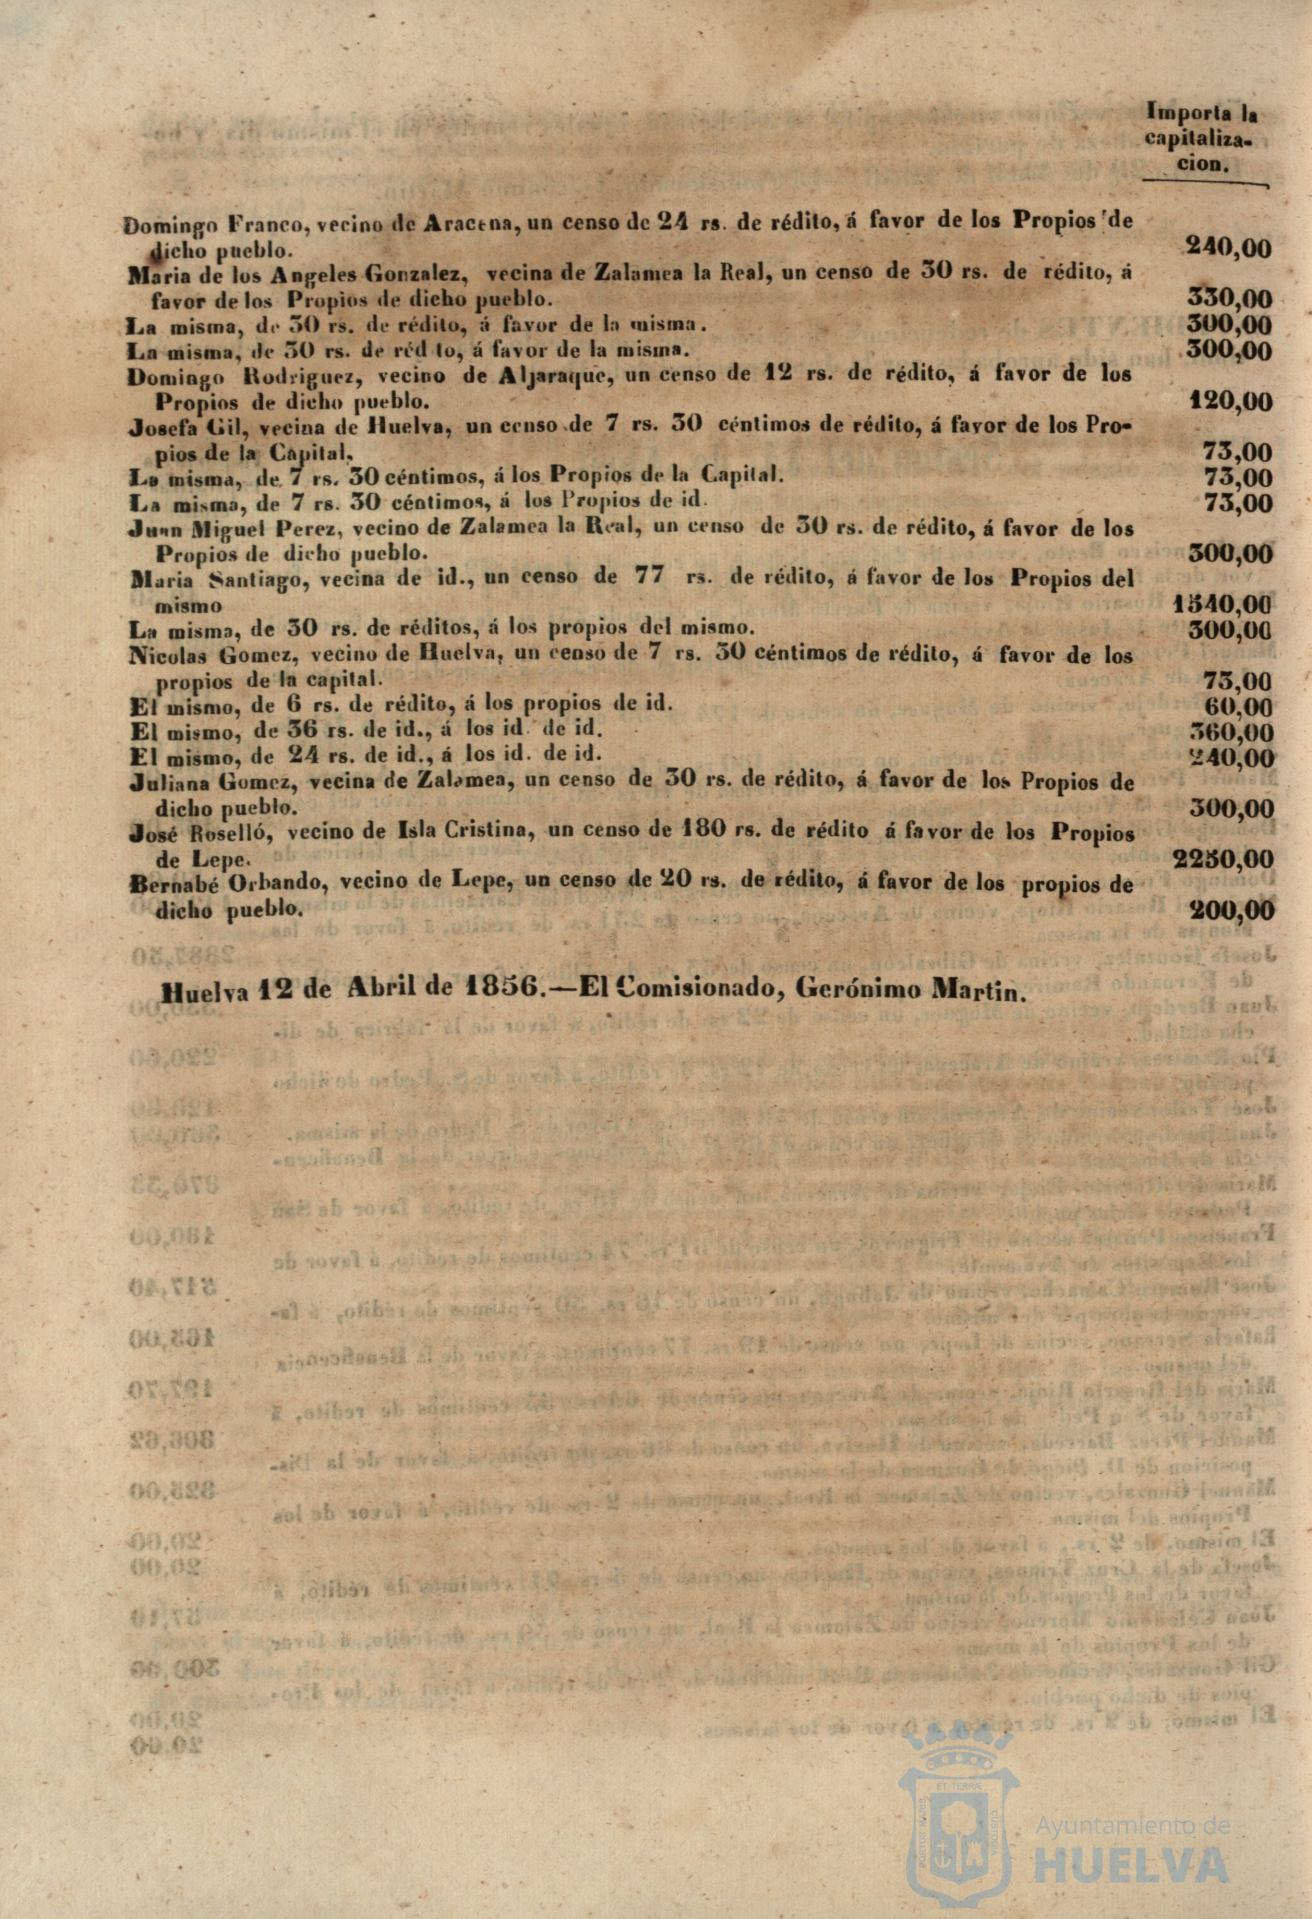 Importa la
capitaliza-
cion.
Domingo Franco, vecino de Aracena, un censo de 24 rs. de rédito, á favor de los Propios de
dicho pueblo. 240,00
Maria de los Angeles Gonzalez, vecina de Zalamea la Real, un censo de 30 rs. de rédito, á
favor de los Propios de dicho pueblo. 330,00
La misma, de 30 rs. de rédito, á favor de la misma. 300,00
La misma, de 30 rs. de réd to, á favor de la misma. 300,00
Domingo Rodriguez, vecino de Aljaraque, un censo de 12 rs. de rédito, á favor de los
Propios de dicho pueblo. 120,00
Josefa Gil, vecina de Huelva, un censo de 7 rs. 30 céntimos de rédito, á favor de los Pro-
pios de la Capital. 73,00
La misma, de 7 rs. 30 céntimos, á los Propios de la Capital. 73,00
La misma, de 7 rs. 30 céntimos, á los Propios de id. 73,00
Juan Miguel Perez, vecino de Zalamea la Real, un censo de 30 rs. de rédito, á favor de los
Propios de dicho pueblo. 300,00
Maria Santiago, vecina de id., un censo de 77 rs. de rédito, á favor de los Propios del
mismo 1540,00
La misma, de 30 rs. de réditos, á los propios del mismo. 300,00
Nicolas Gomez, vecino de Huelva, un censo de 7 rs. 30 céntimos de rédito, á favor de los
propios de la capital. 73,00
El mismo, de 6 rs. de rédito, á los propios de id. 60,00
El mismo, de 36 rs. de id., á los id. de id. 360,00
El mismo, de 24 rs. de id., á los id. de id. 240,00
Juliana Gomez, vecina de Zalamea, un censo de 30 rs. de rédito, á favor de los Propios de
dicho pueblo. 300,00
José Roselló, vecino de Isla Cristina, un censo de 180 rs. de rédito á favor de los Propios
de Lepe. 2250,00
Bernabé Orbando, vecino de Lepe, un censo de 20 rs. de rédito, á favor de los propios de
dicho pueblo. 200,00
Huelva 12 de Abril de 1856.—El Comisionado, Gerónimo Martin.
Ayuntamiento de
HUELVA